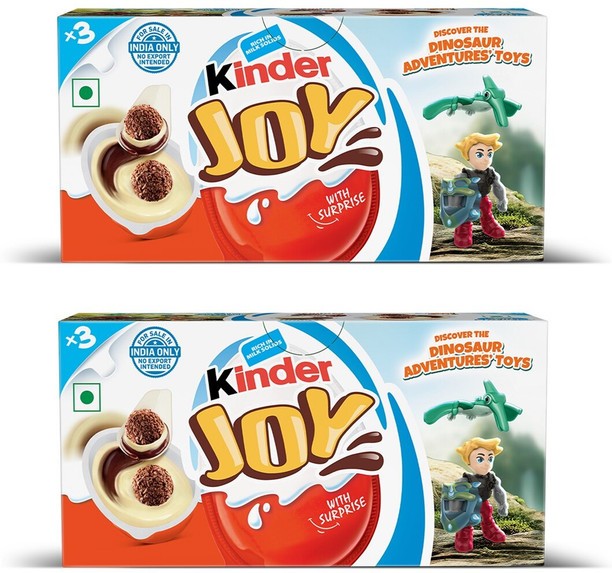 x3
FOR SALE IN
INDIA ONLY
NO EXPORT
INTENDED
RICH IN
MILK SOLIDS
Kinder
JOY
WITH
SURPRISE
DISCOVER THE
DINOSAUR
ADVENTURES' TOYS
x3
FOR SALE IN
INDIA ONLY
NO EXPORT
INTENDED
RICH IN
MILK SOLIDS
Kinder
JOY
WITH
SURPRISE
DISCOVER THE
DINOSAUR
ADVENTURES' TOYS